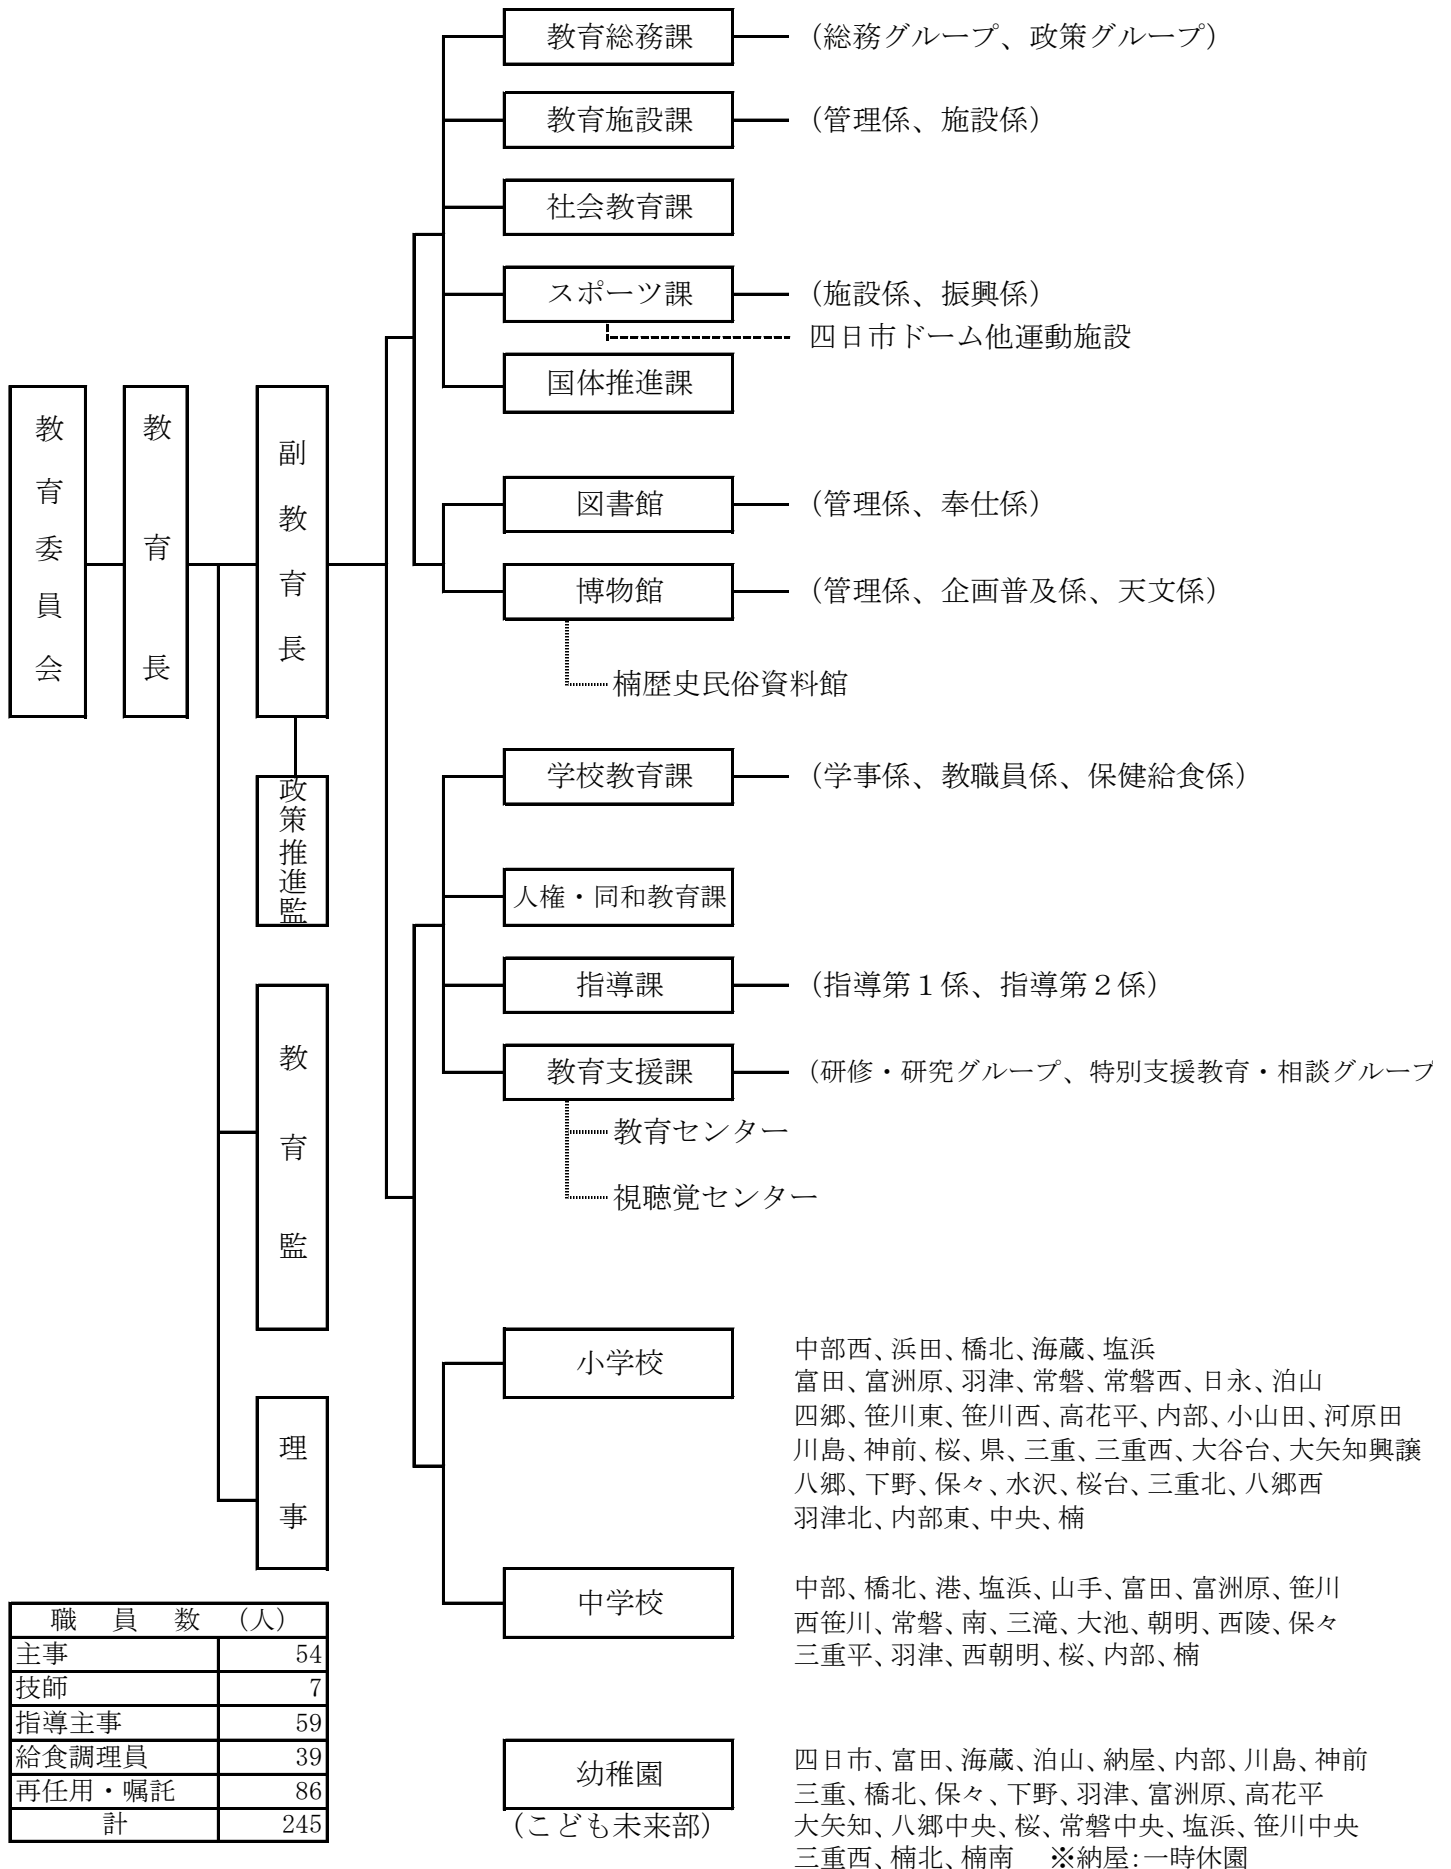 教育総務課 （総務グループ、政策グループ）
教育施設課 （管理係、施設係）
社会教育課
スポーツ課 （施設係、振興係）
四日市ドーム他運動施設
国体推進課
教育委員会
教育長
副教育長
図書館 （管理係、奉仕係）
博物館 （管理係、企画普及係、天文係）
楠歴史民俗資料館
政策推進監
学校教育課 （学事係、教職員係、保健給食係）
人権・同和教育課
指導課 （指導第１係、指導第２係）
教育監
教育支援課 （研修・研究グループ、特別支援教育・相談グループ
教育センター
視聴覚センター
理事
小学校
中部西、浜田、橋北、海蔵、塩浜
富田、富洲原、羽津、常磐、常磐西、日永、泊山
四郷、笹川東、笹川西、高花平、内部、小山田、河原田
川島、神前、桜、県、三重、三重西、大谷台、大矢知興譲
八郷、下野、保々、水沢、桜台、三重北、八郷西
羽津北、内部東、中央、楠
中学校
中部、橋北、港、塩浜、山手、富田、富洲原、笹川
西笹川、常磐、南、三滝、大池、朝明、西陵、保々
三重平、羽津、西朝明、桜、内部、楠
職員数（人）
主事 54
技師 7
指導主事 59
給食調理員 39
再任用・嘱託 86
計 245
幼稚園
（こども未来部）
四日市、富田、海蔵、泊山、納屋、内部、川島、神前
三重、橋北、保々、下野、羽津、富洲原、高花平
大矢知、八郷中央、桜、常磐中央、塩浜、笹川中央
三重西、楠北、楠南 ※納屋：一時休園